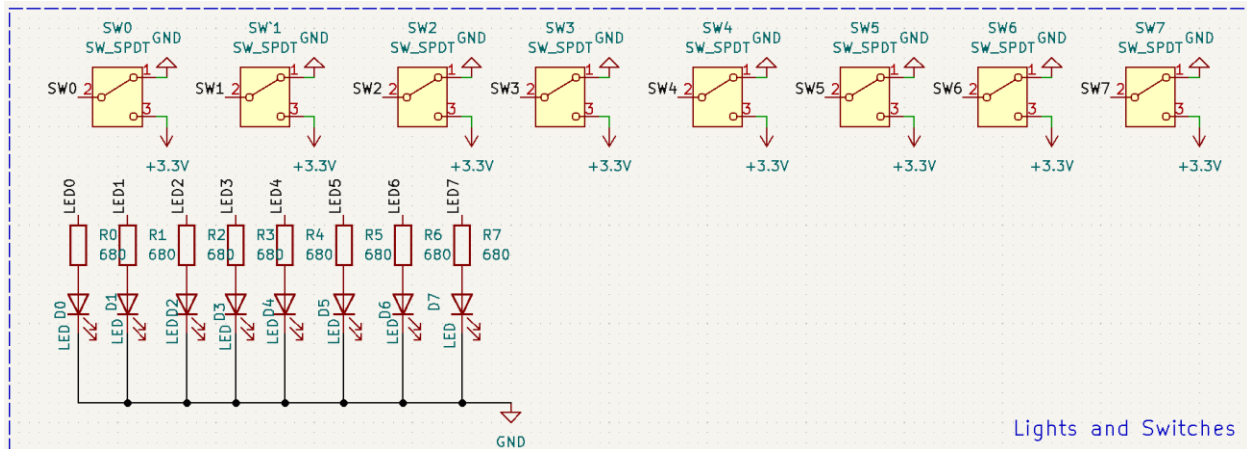 SW0 SW`1 SW2 SW3 SW4 SW5 SW6 SW7
SW_SPDT GND SW_SPDT GND SW_SPDT GND SW_SPDT GND SW_SPDT GND SW_SPDT GND SW_SPDT GND SW_SPDT GND
1 1 1 1 1 1 1 1
SW0 2 SW1 2 SW2 2 SW3 2 SW4 2 SW5 2 SW6 2 SW7 2
3 3 3 3 3 3 3 3
+3.3V +3.3V +3.3V +3.3V +3.3V +3.3V +3.3V +3.3V
LED0 LED1 LED2 LED3 LED4 LED5 LED6 LED7
R0 R1 R2 R3 R4 R5 R6 R7
680 680 680 680 680 680 680 680
D0 D1 D2 D3 D4 D5 D6 D7
LED LED LED LED LED LED LED LED
GND
Lights and Switches